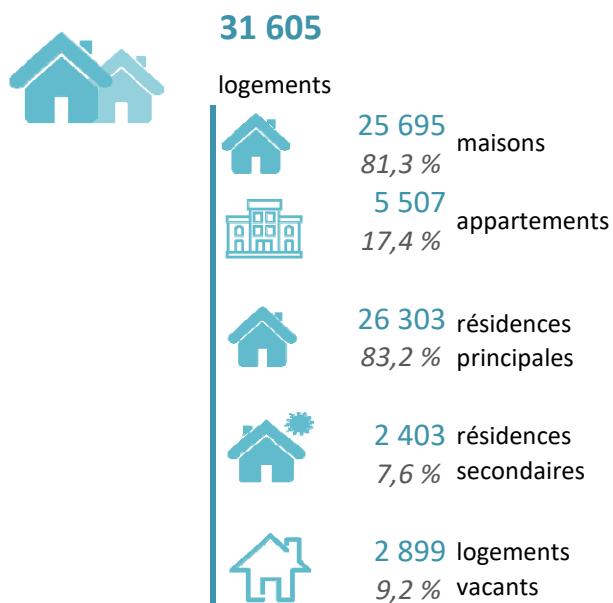 31 605
logements
25 695
81,3 %
maisons
5 507
17,4 %
appartements
26 303
83,2 %
résidences
principales
2 403
7,6 %
résidences
secondaires
2 899
9,2 %
logements
vacants